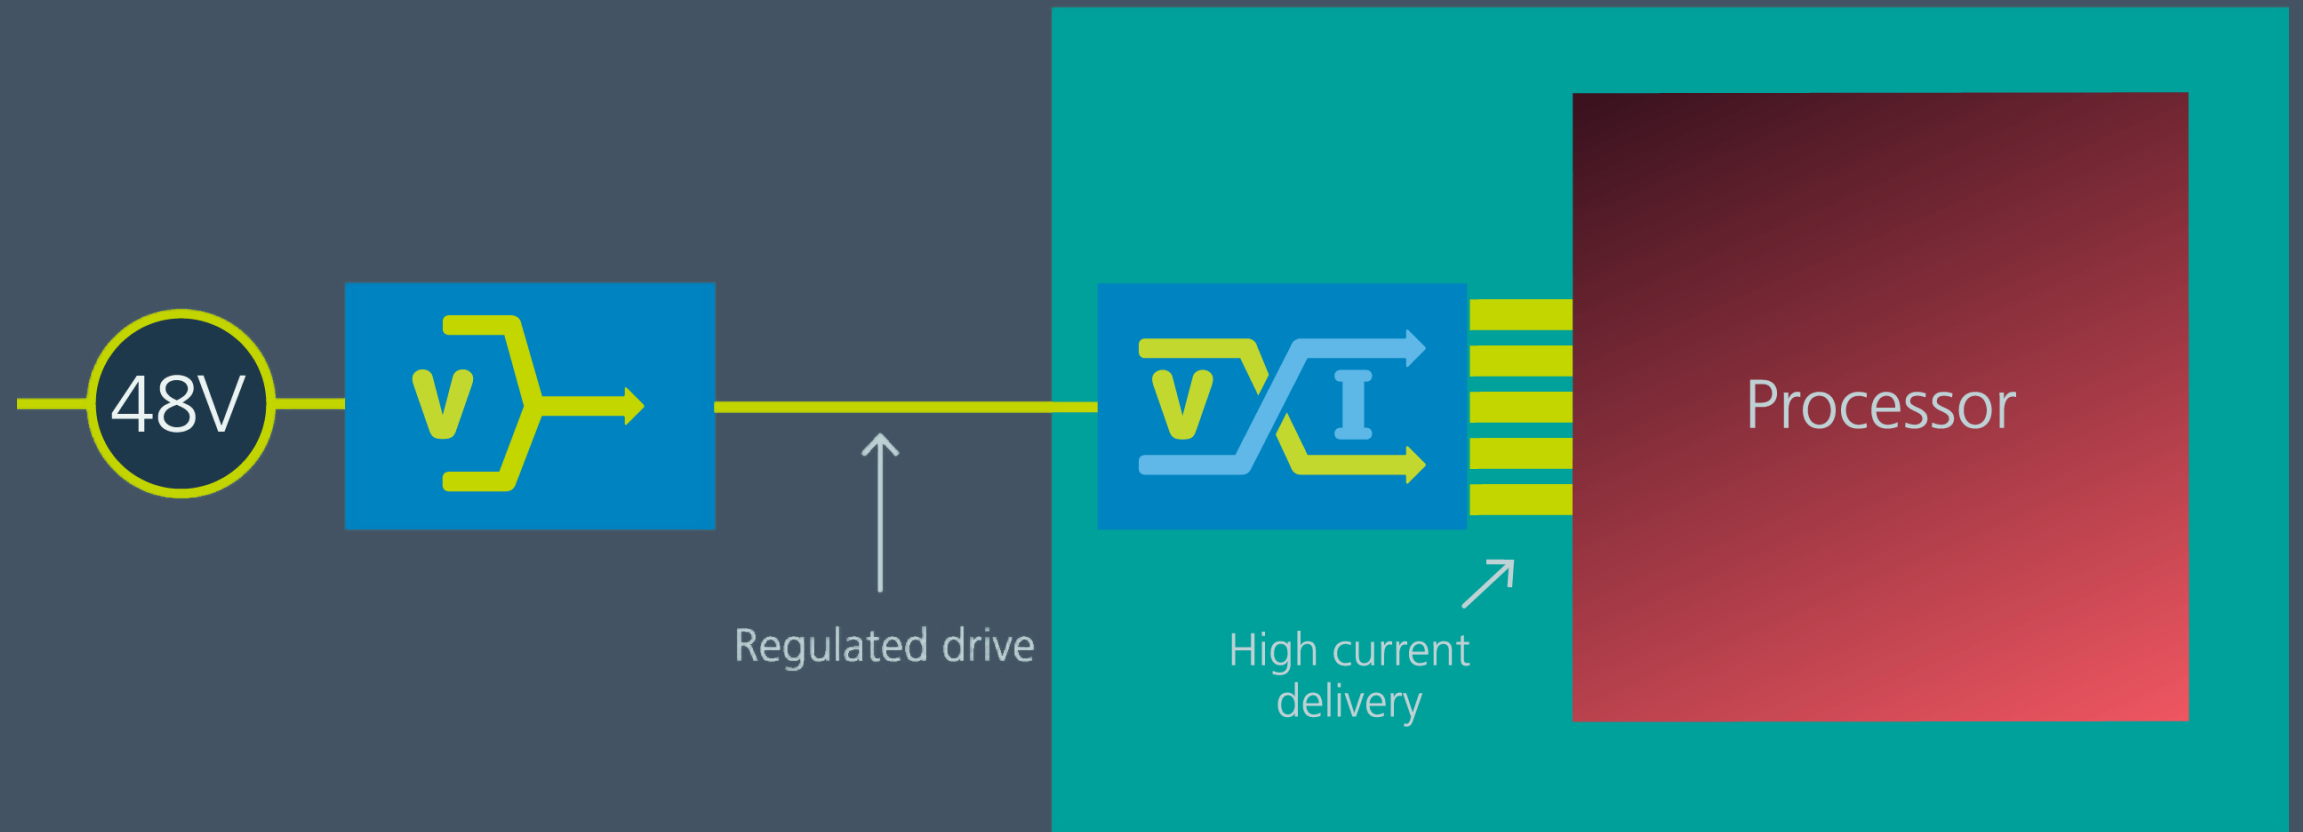 48V
V
V
I
Processor
Regulated drive
High current
delivery